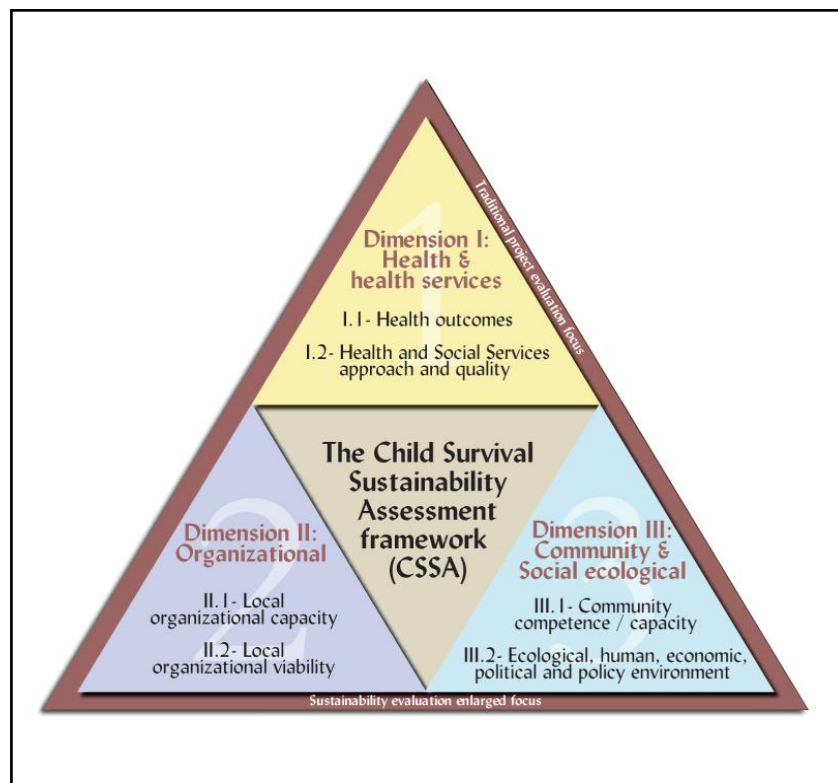 Traditional project evaluation focus
1
Dimension I:
Health &
health services
I.1- Health outcomes
I.2- Health and Social Services
approach and quality
The Child Survival
Sustainability
Assessment
framework
(CSSA)
2
Dimension II:
Organizational
II.1- Local
organizational capacity
II.2- Local
organizational viability
3
Dimension III:
Community &
Social ecological
III.1- Community
competence / capacity
III.2- Ecological, human, economic,
political and policy environment
Sustainability evaluation enlarged focus